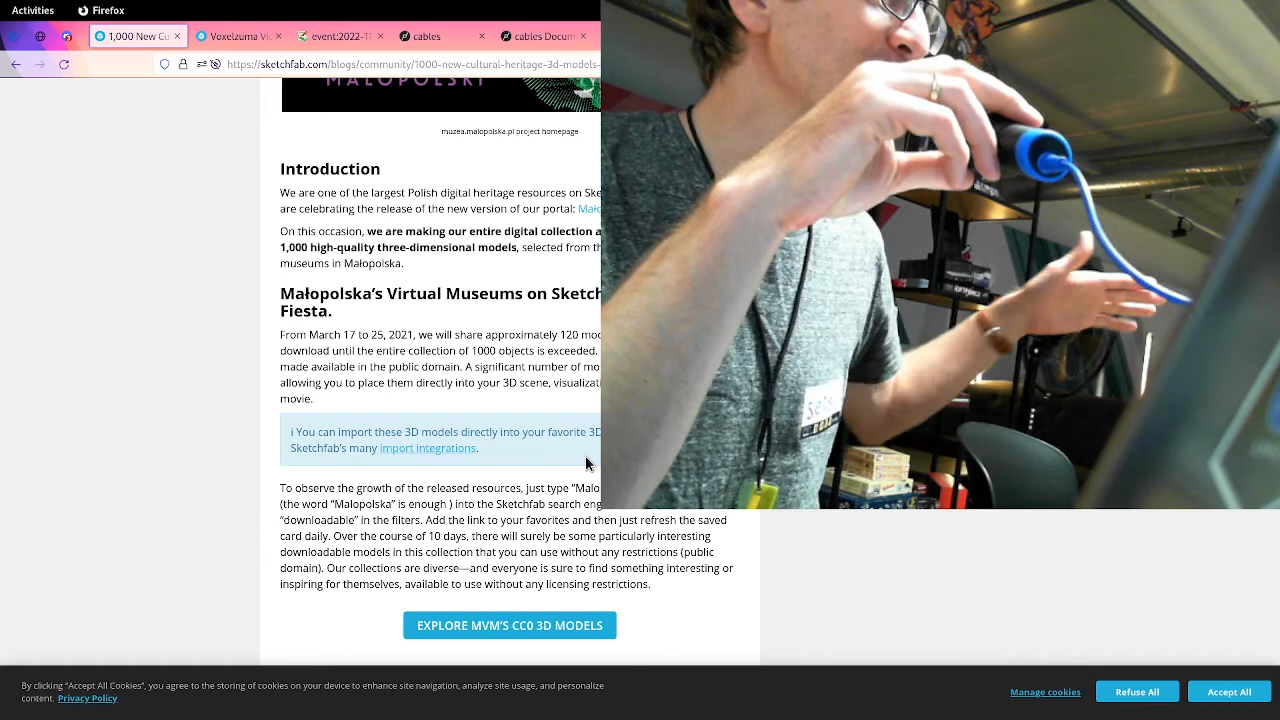 Activities Firefox
1,000 New Cu Voxelzuma Vi event:2022-1 cables cables Docum
https://sketchfab.com/blogs/community/1000-new-cultural-heritage-3d-models-
MAŁOPOLSKI
muzea.malopolska.pl project homepage
Introduction
We are one of the largest Polish digital heritage resources on Ske
are celebrating the release of the new version of our portal: Mało
On this occasion, we are making our entire digital collection a
1,000 high-quality three-dimensional models, selected from th
museums in Małopolska.
Małopolska’s Virtual Museums on Sketch
Fiesta.
From March 17 to 25, 2021, we will share approximately 120 mod
download until the entire collection of 1000 objects is exceeded.
made available in the public domain. A significant number of mo
allowing you to place them directly into your 3D scene, visualizati
movie.
i You can import these 3D models directly into your favorite 3D
Sketchfab’s many import integrations.
To observe the growth of the released resources, just type “Malo
(the word “Malopolska” is enough ) into the Sketchfab search eng
“downloadable” in the filters. Add the link to your favorites and then just refresh the saved
card daily. Over the course of 10 days, there will surely be some particularly interesting
downloadable models in this collection that you can use without any restrictions (public
domain). Our collections are diverse—and everyone is sure to find something interesting or
inspiring for themselves, available to use without any licensing restrictions.
EXPLORE MVM’S CC0 3D MODELS
By clicking “Accept All Cookies”, you agree to the storing of cookies on your device to enhance site navigation, analyze site usage, and personalize
content. Privacy Policy
Manage cookies Refuse All Accept All